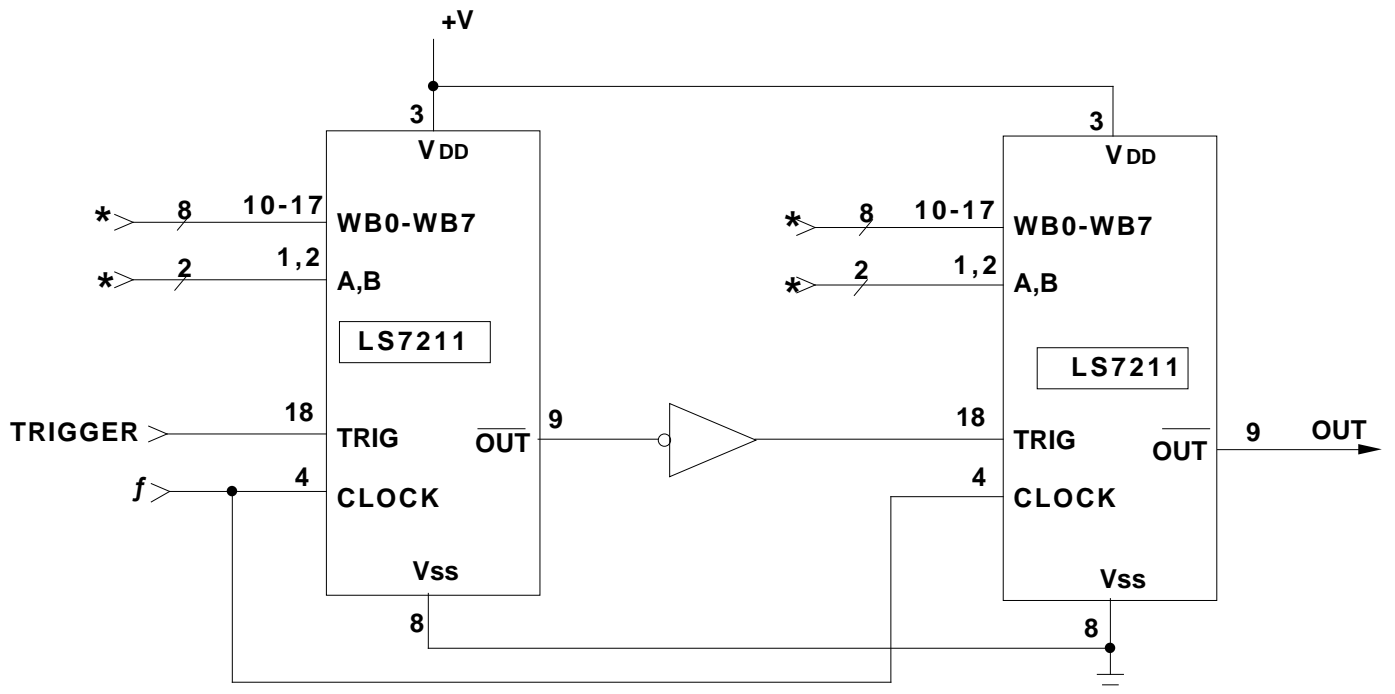 +V
3
VDD
* 8 10-17
WB0-WB7
* 2 1,2
A,B
LS7211
TRIGGER
18
TRIG
OUT
9
ƒ
4
CLOCK
Vss
8
3
VDD
* 8 10-17
WB0-WB7
* 2 1,2
A,B
LS7211
18
TRIG
OUT
9
OUT
4
CLOCK
Vss
8